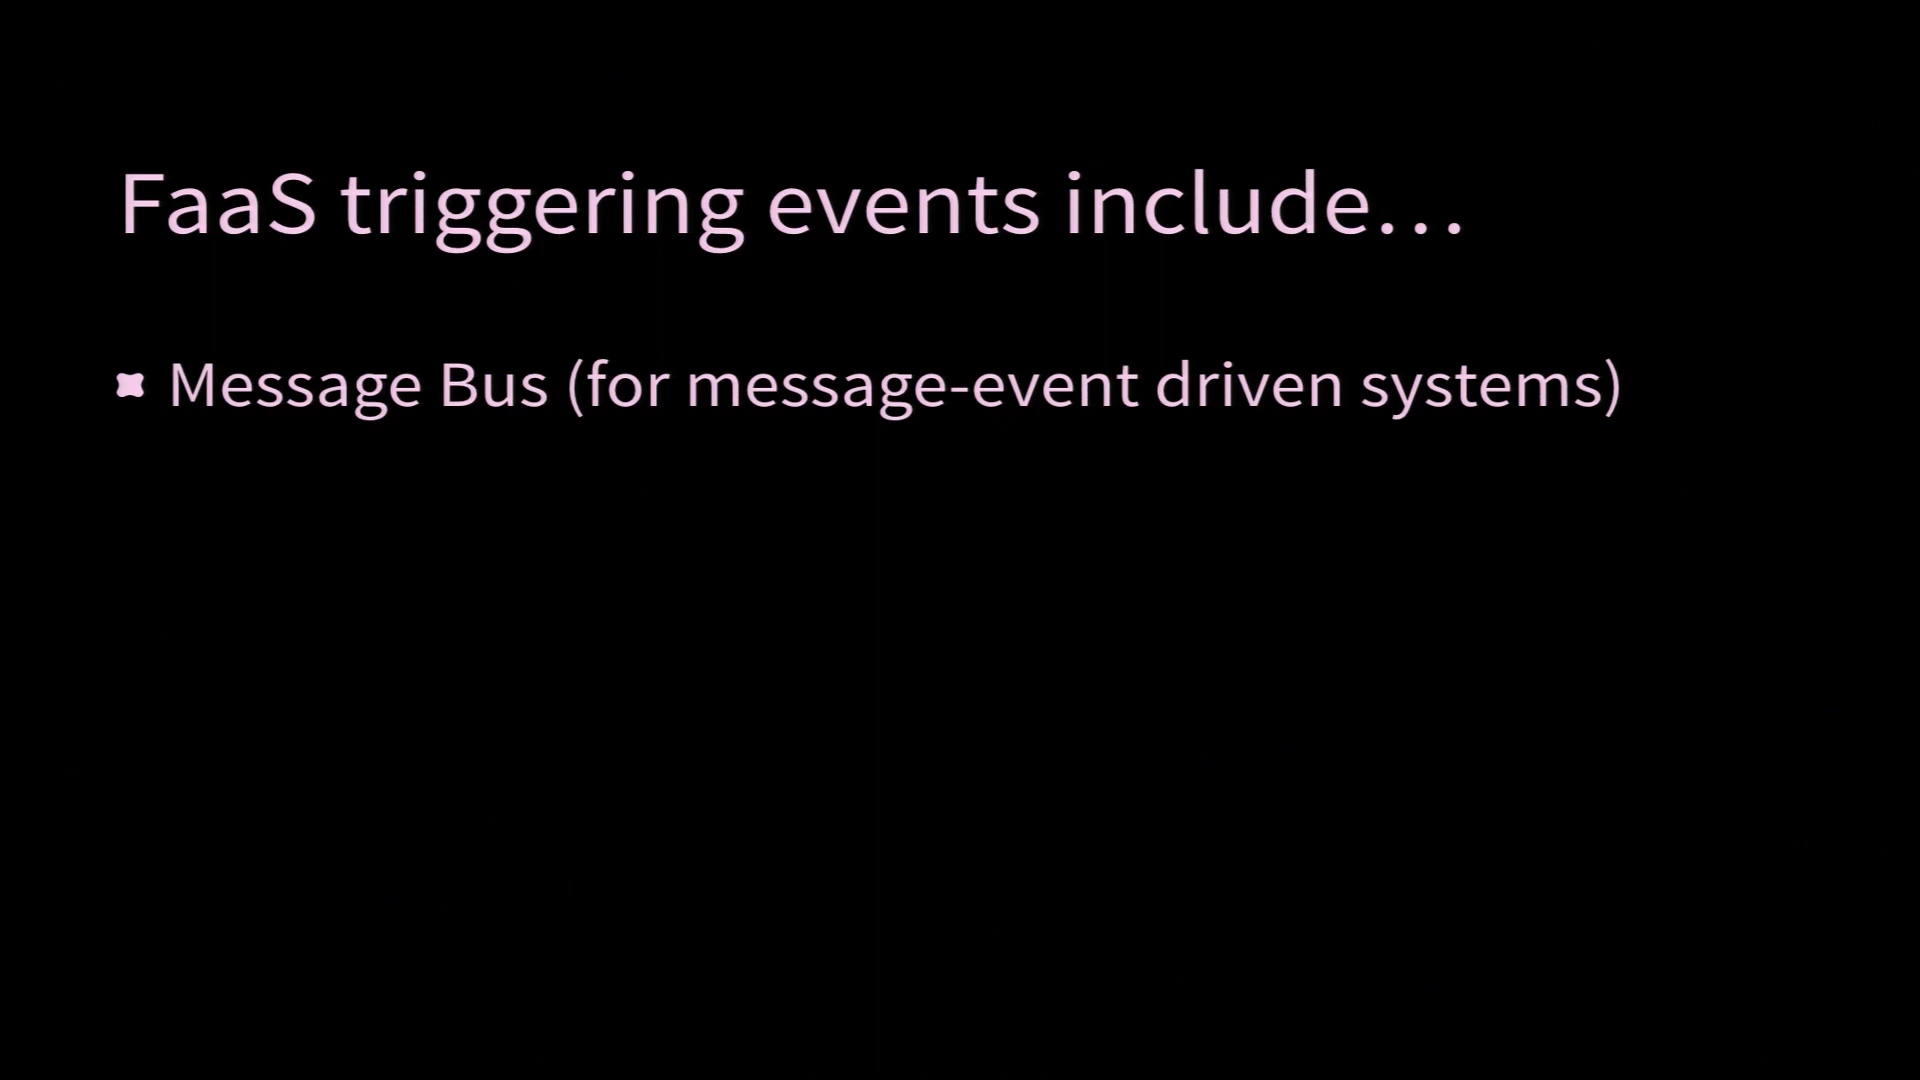 FaaS triggering events include…
Message Bus (for message-event driven systems)